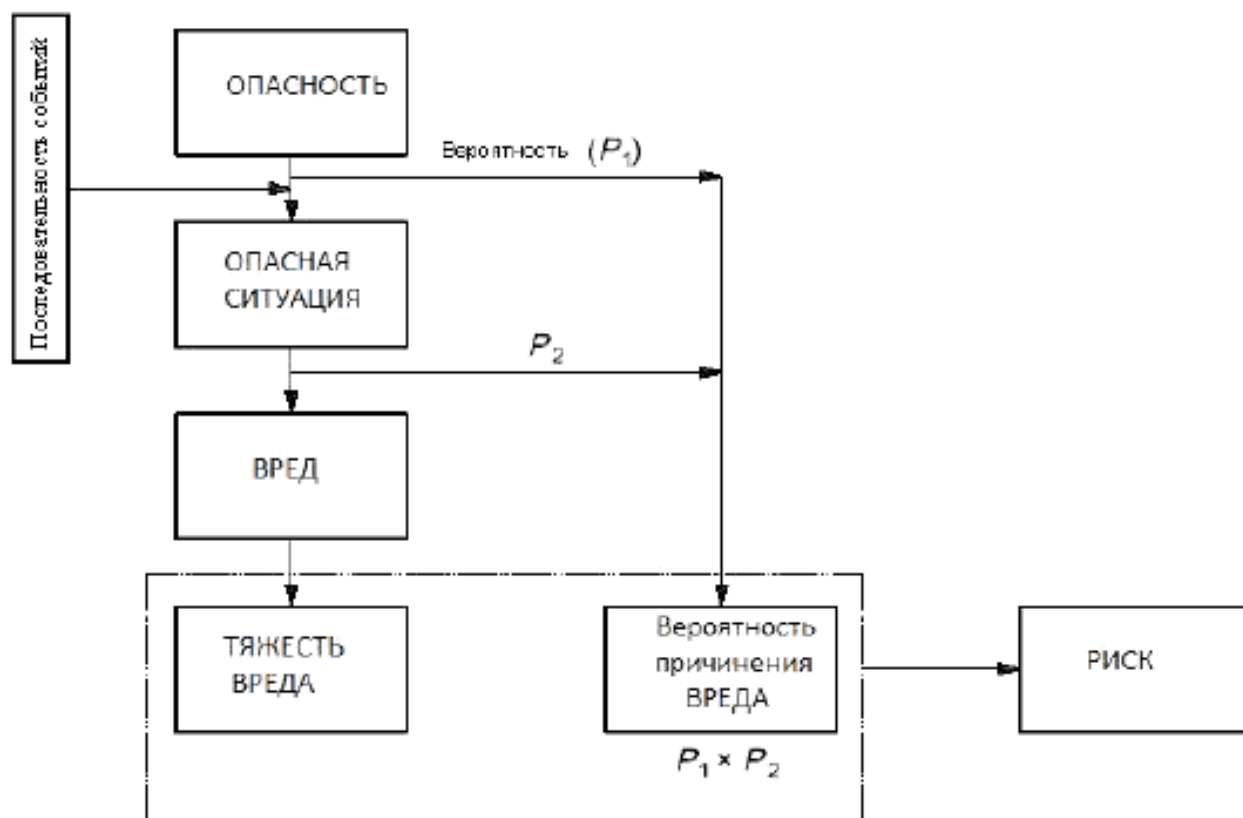 Последовательность событий
ОПАСНОСТЬ
Вероятность (P₁)
ОПАСНАЯ
СИТУАЦИЯ
P₂
ВРЕД
ТЯЖЕСТЬ
ВРЕДА
Вероятность
причинения
ВРЕДА
P₁ × P₂
РИСК